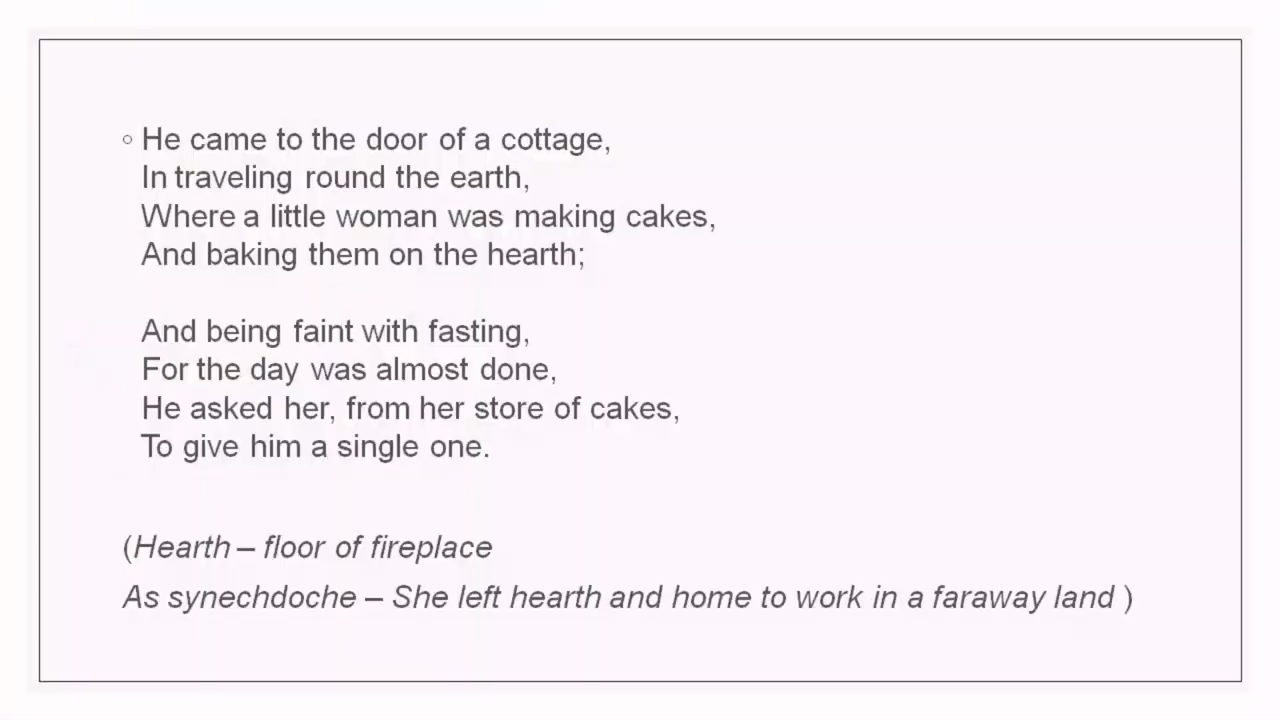 He came to the door of a cottage,
In traveling round the earth,
Where a little woman was making cakes,
And baking them on the hearth;
And being faint with fasting,
For the day was almost done,
He asked her, from her store of cakes,
To give him a single one.
(Hearth – floor of fireplace
As synechdoche – She left hearth and home to work in a faraway land )